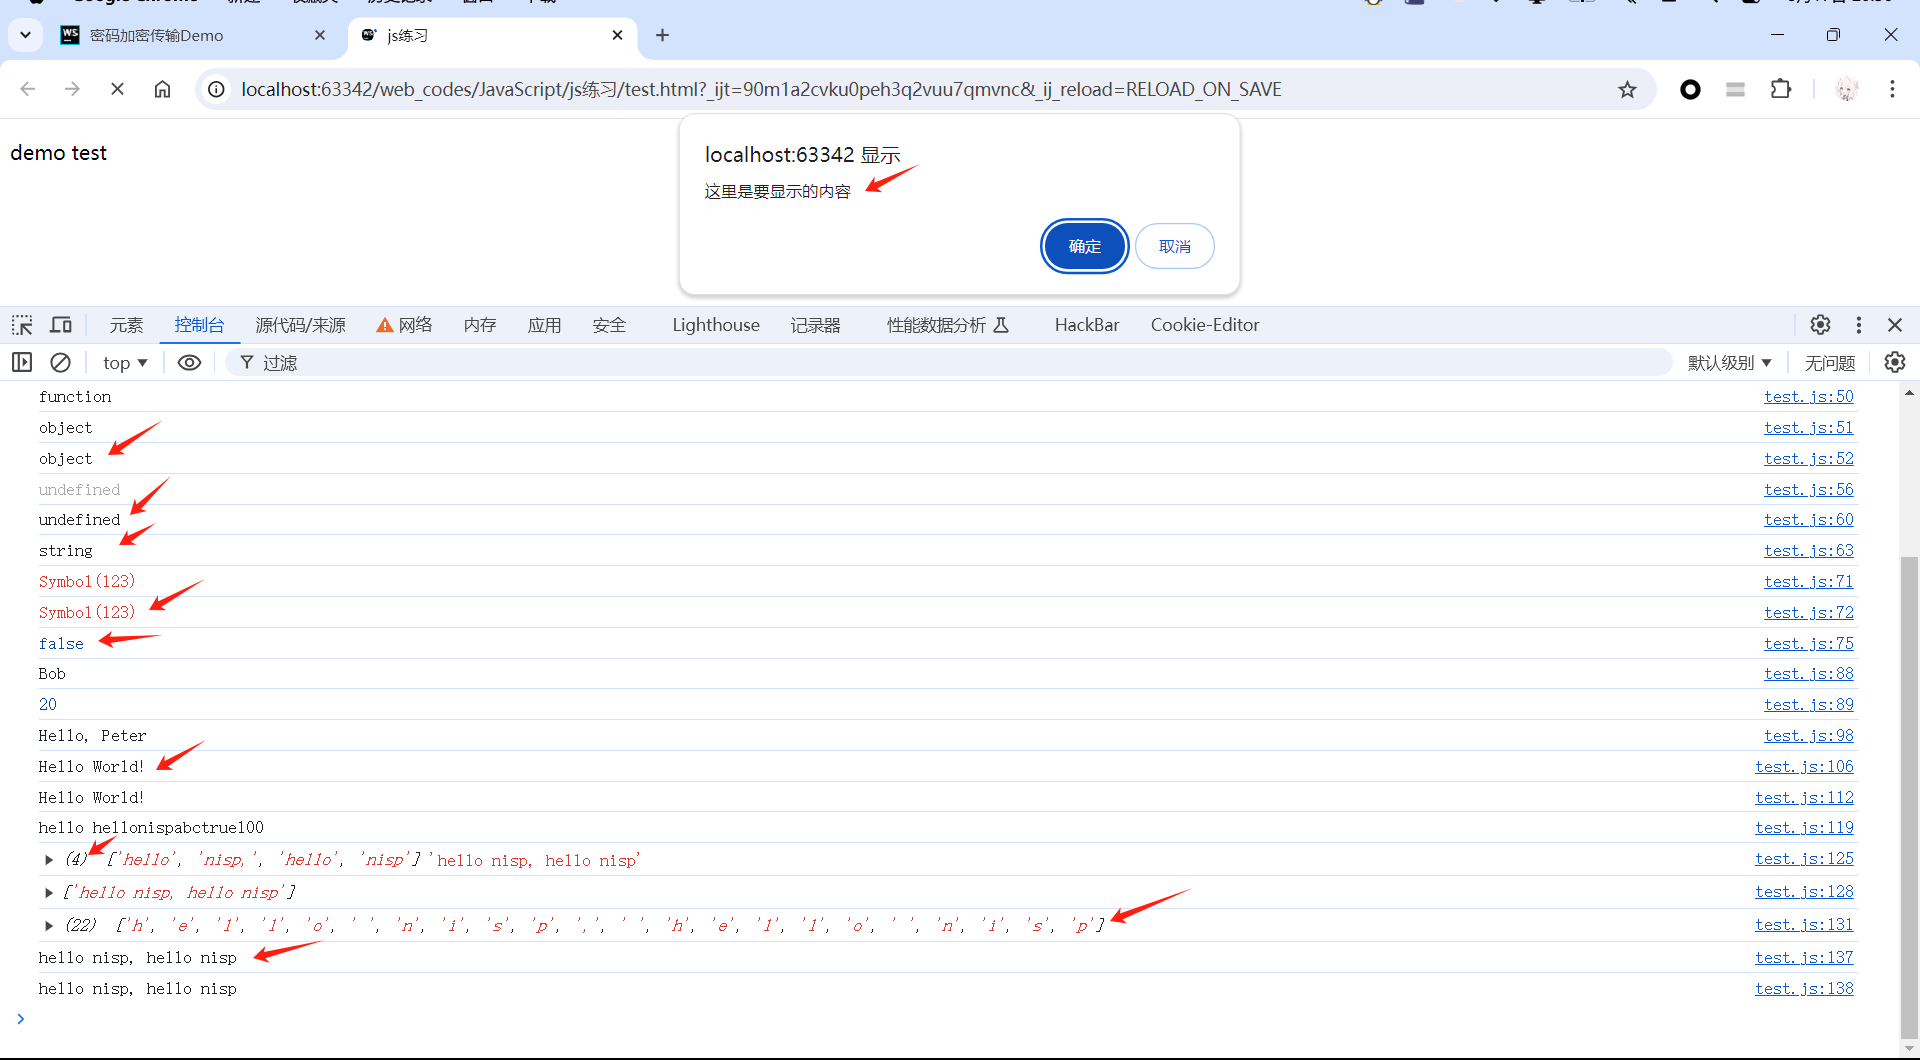 密码加密传输Demo
js练习
localhost:63342/web_codes/JavaScript/js练习/test.html?_ijt=90m1a2cvku0peh3q2vuu7qmvnc&_ij_reload=RELOAD_ON_SAVE
demo test
localhost:63342 显示
这里是要显示的内容
确定
取消
元素 控制台 源代码/来源 网络 内存 应用 安全 Lighthouse 记录器 性能数据分析 HackBar Cookie-Editor
top 过滤 默认级别 无问题
function test.js:50
object test.js:51
object test.js:52
undefined test.js:56
undefined test.js:60
string test.js:63
Symbol(123) test.js:71
Symbol(123) test.js:72
false test.js:75
Bob test.js:88
20 test.js:89
Hello, Peter test.js:98
Hello World! test.js:106
Hello World! test.js:112
hello hellonispabctrue100 test.js:119
(4) ['hello', 'nisp,', 'hello', 'nisp'] 'hello nisp, hello nisp' test.js:125
['hello nisp, hello nisp'] test.js:128
(22) ['h', 'e', 'l', 'l', 'o', ' ', 'n', 'i', 's', 'p', ',', ' ', 'h', 'e', 'l', 'l', 'o', ' ', 'n', 'i', 's', 'p'] test.js:131
hello nisp, hello nisp test.js:137
hello nisp, hello nisp test.js:138